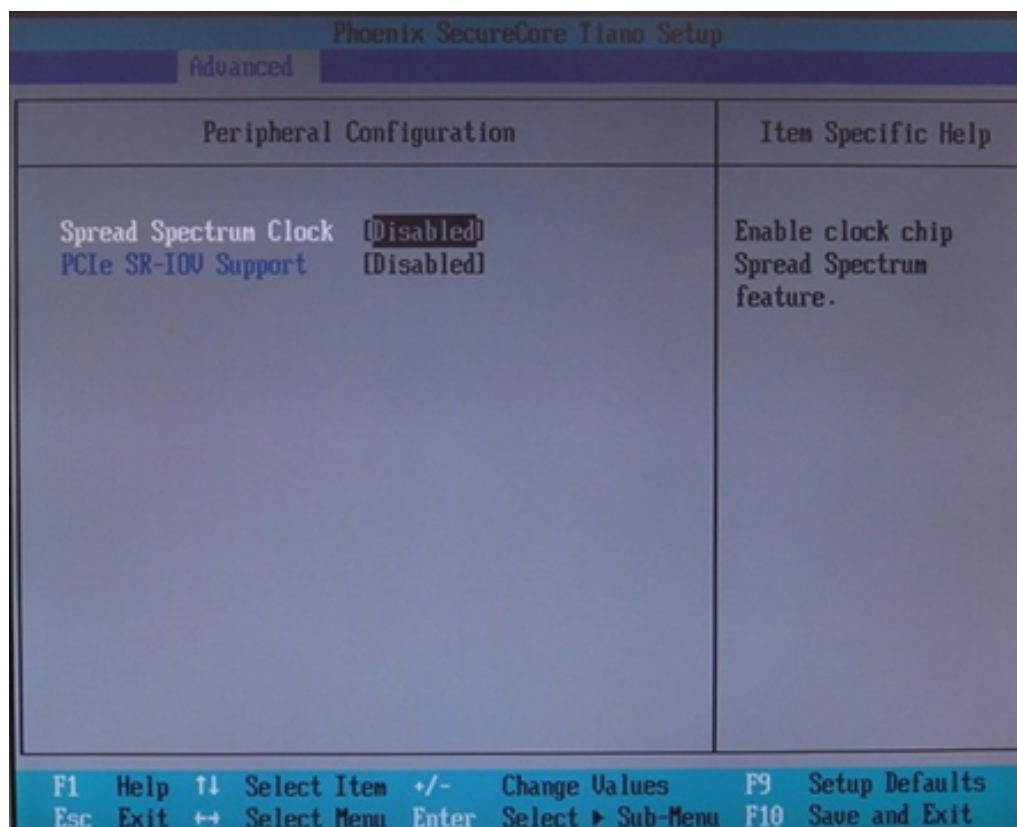 Phoenix SecureCore Tiano Setup
Advanced
Peripheral Configuration
Item Specific Help
Spread Spectrum Clock [Disabled]
PCIe SR-IOV Support [Disabled]
Enable clock chip
Spread Spectrum
feature.
F1 Help ↑↓ Select Item +/- Change Values F9 Setup Defaults
Esc Exit ↔ Select Menu Enter Select ▶ Sub-Menu F10 Save and Exit